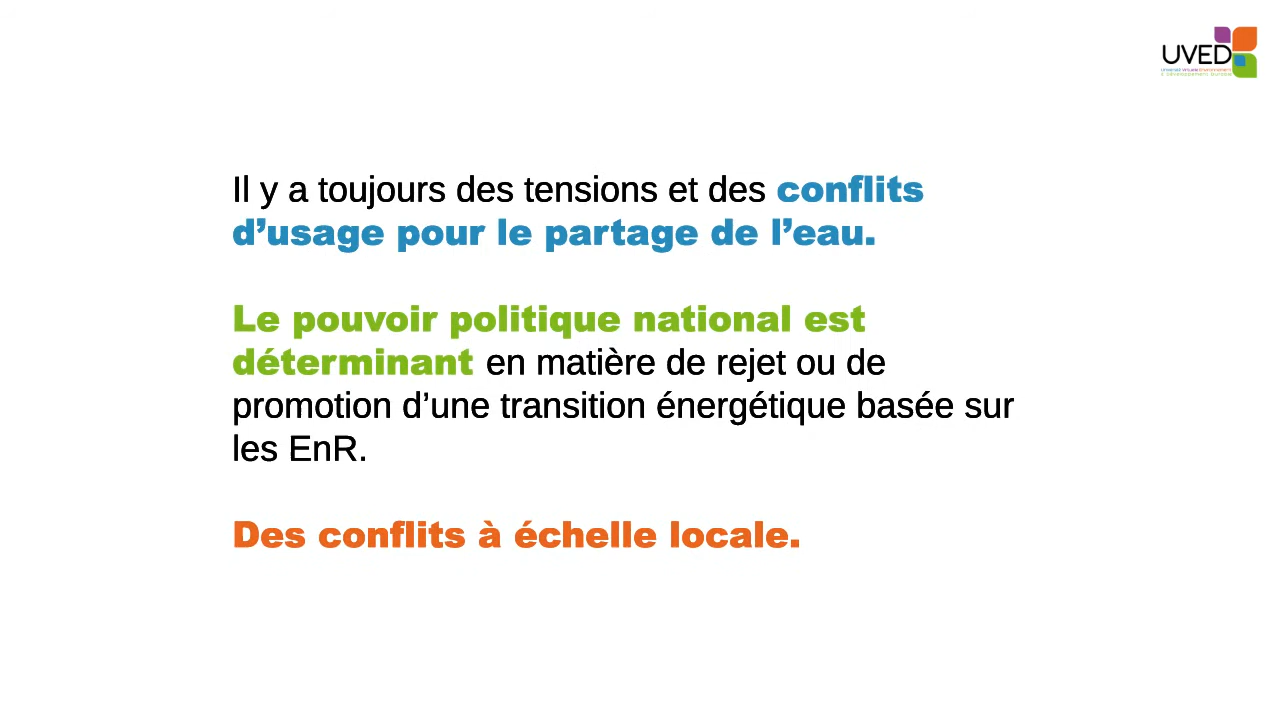 UVED
Il y a toujours des tensions et des conflits
d’usage pour le partage de l’eau.
Le pouvoir politique national est
déterminant en matière de rejet ou de
promotion d’une transition énergétique basée sur
les EnR.
Des conflits à échelle locale.